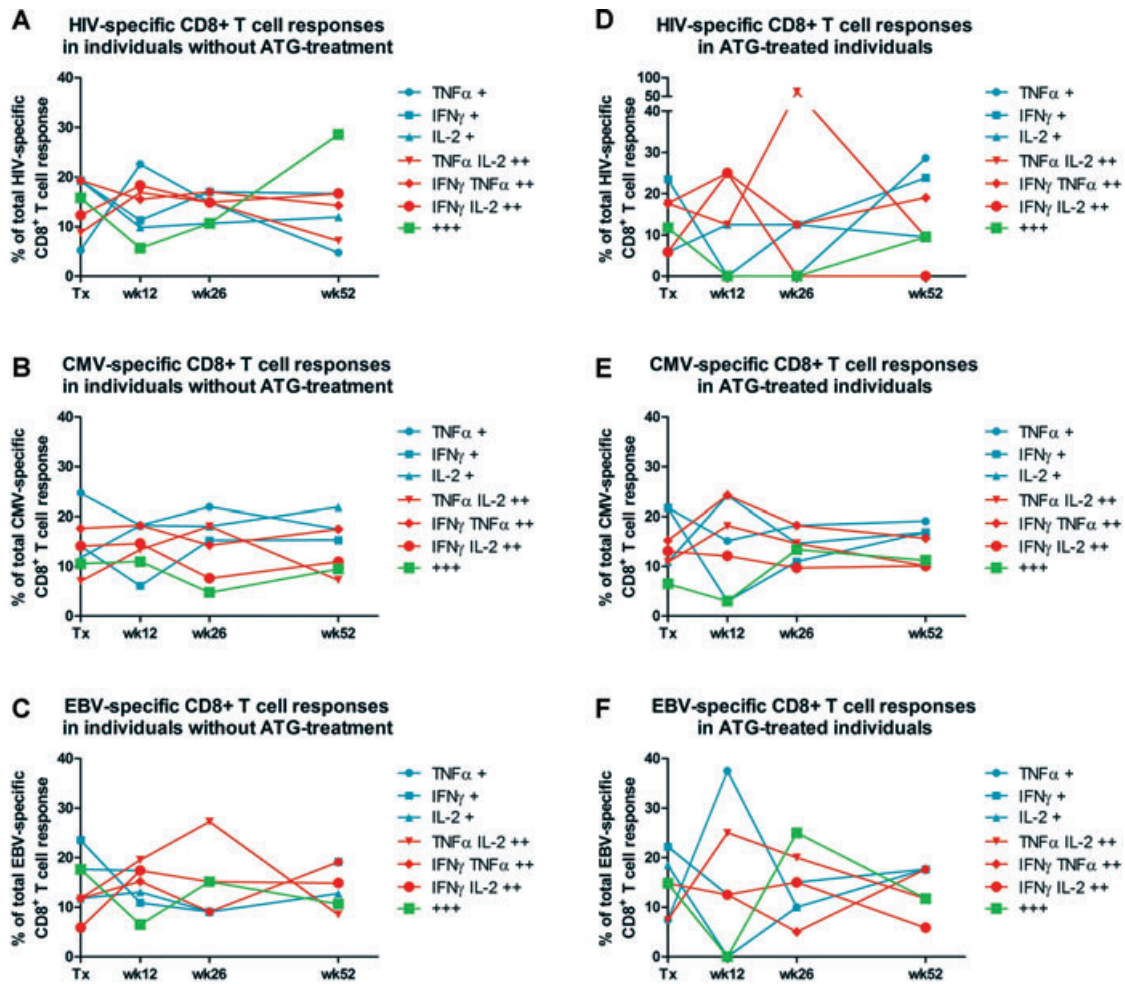 A
HIV-specific CD8+ T cell responses
in individuals without ATG-treatment
% of total HIV-specific
CD8⁺ T cell response
40
30
20
10
0
Tx wk12 wk26 wk52
TNFα +
IFNγ +
IL-2 +
TNFα IL-2 ++
IFNγ TNFα ++
IFNγ IL-2 ++
+++
D
HIV-specific CD8+ T cell responses
in ATG-treated individuals
% of total HIV-specific
CD8⁺ T cell response
100
50
40
30
20
10
0
Tx wk12 wk26 wk52
TNFα +
IFNγ +
IL-2 +
TNFα IL-2 ++
IFNγ TNFα ++
IFNγ IL-2 ++
+++
B
CMV-specific CD8+ T cell responses
in individuals without ATG-treatment
% of total CMV-specific
CD8⁺ T cell response
40
30
20
10
0
Tx wk12 wk26 wk52
TNFα +
IFNγ +
IL-2 +
TNFα IL-2 ++
IFNγ TNFα ++
IFNγ IL-2 ++
+++
E
CMV-specific CD8+ T cell responses
in ATG-treated individuals
% of total CMV-specific
CD8⁺ T cell response
40
30
20
10
0
Tx wk12 wk26 wk52
TNFα +
IFNγ +
IL-2 +
TNFα IL-2 ++
IFNγ TNFα ++
IFNγ IL-2 ++
+++
C
EBV-specific CD8+ T cell responses
in individuals without ATG-treatment
% of total EBV-specific
CD8⁺ T cell response
40
30
20
10
0
Tx wk12 wk26 wk52
TNFα +
IFNγ +
IL-2 +
TNFα IL-2 ++
IFNγ TNFα ++
IFNγ IL-2 ++
+++
F
EBV-specific CD8+ T cell responses
in ATG-treated individuals
% of total EBV-specific
CD8⁺ T cell response
40
30
20
10
0
Tx wk12 wk26 wk52
TNFα +
IFNγ +
IL-2 +
TNFα IL-2 ++
IFNγ TNFα ++
IFNγ IL-2 ++
+++